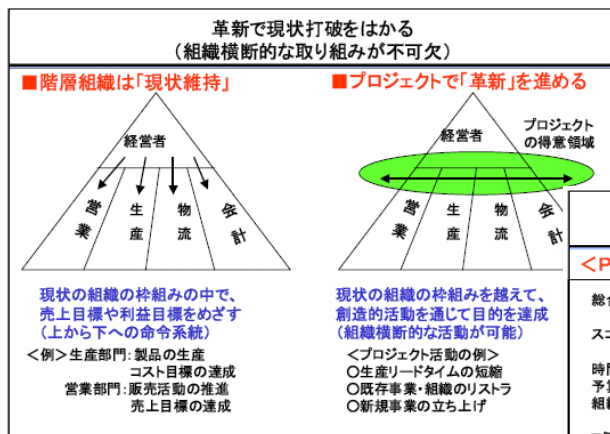 革新で現状打破をはかる
（組織横断的な取り組みが不可欠）
■階層組織は「現状維持」
経営者
営業
生産
物流
会計
現状の組織の枠組みの中で、
売上目標や利益目標をめざす
（上から下への命令系統）
＜例＞生産部門：製品の生産
コスト目標の達成
営業部門：販売活動の推進
売上目標の達成
■プロジェクトで「革新」を進める
プロジェクト
の得意領域
経営者
営業
生産
物流
会計
現状の組織の枠組みを越えて、
創造的活動を通じて目的を達成
（組織横断的な活動が可能）
＜プロジェクト活動の例＞
○生産リードタイムの短縮
○既存事業・組織のリストラ
○新規事業の立ち上げ
＜P
総合
スコ
時間
予算
組織